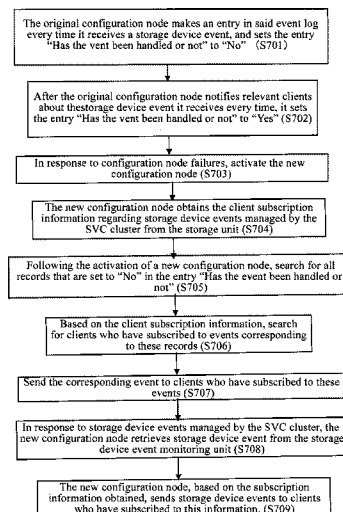 The original configuration node makes an entry in said event log
every time it receives a storage device event, and sets the entry
“Has the vent been handled or not” to “No” (S701)
After the original configuration node notifies relevant clients
about thestorage device event it receives every time, it sets
the entry “Has the vent been handled or not” to “Yes” (S702)
In response to configuration node failures, activate the new
configuration node (S703)
The new configuration node obtains the client subscription
information regarding storage device events managed by the
SVC cluster from the storage unit (S704)
Following the activation of a new configuration node, search for all
records that are set to “No” in the entry “Has the event been handled or
not” (S705)
Based on the client subscription information, search
for clients who have subscribed to events corresponding
to these records (S706)
Send the corresponding event to clients who have subscribed to these
events (S707)
In response to storage device events managed by the SVC cluster, the
new configuration node retrieves storage device event from the storage
device event monitoring unit (S708)
The new configuration node, based on the subscription
information obtained, sends storage device events to clients
who have subscribed to this information. (S709)